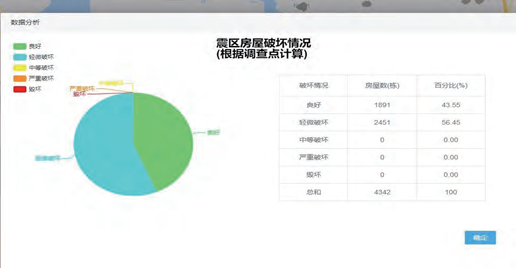 数据分析
震区房屋破坏情况
(根据调查点计算)
良好
轻微破坏
中等破坏
严重破坏
毁坏
中等破坏
严重破坏
毁坏
良好
轻微破坏
破坏情况 房屋数(栋) 百分比(%)
良好 1891 43.55
轻微破坏 2451 56.45
中等破坏 0 0.00
严重破坏 0 0.00
毁坏 0 0.00
总和 4342 100
确定